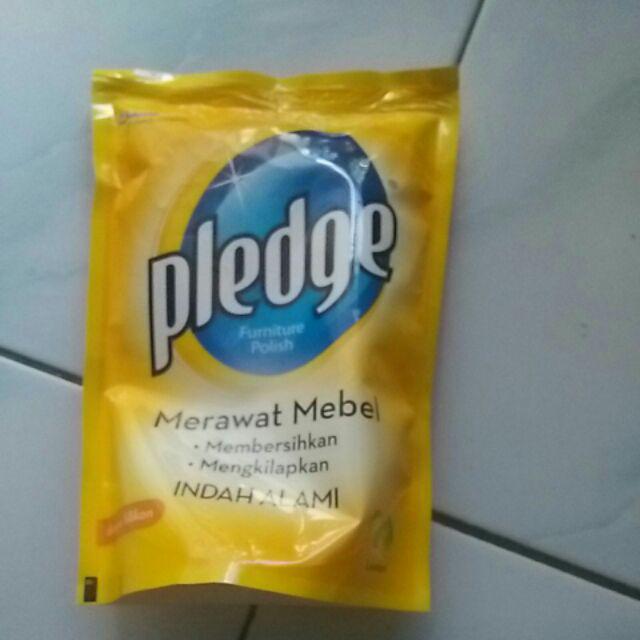 pledge
Furniture
Polish
Merawat Mebel
• Membersihkan
• Mengkilapkan
INDAH ALAMI